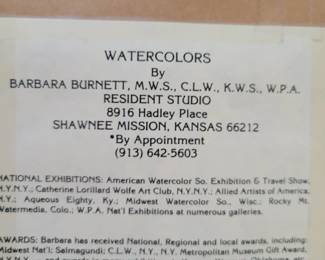 WATERCOLORS
By
BARBARA BURNETT, M.W.S., C.L.W., K.W.S., W.P.A.
RESIDENT STUDIO
8916 Hadley Place
SHAWNEE MISSION, KANSAS 66212
*By Appointment
(913) 642-5603
NATIONAL EXHIBITIONS: American Watercolor So. Exhibition & Travel Show,
N.Y.N.Y.; Catherine Lorillard Wolfe Art Club, N.Y.N.Y.; Allied Artists of America,
N.Y.; Aqueous Eighty, Ky.; Midwest Watercolor So., Wisc.; Rocky Mt.
Watermedia, Colo.; W.P.A. Nat'l Exhibitions at numerous galleries.
AWARDS: Barbara has received National, Regional and local awards, including:
Midwest Nat'l; Salmagundi; C.L.W., N.Y., N.Y. Metropolitan Museum Gift Award,